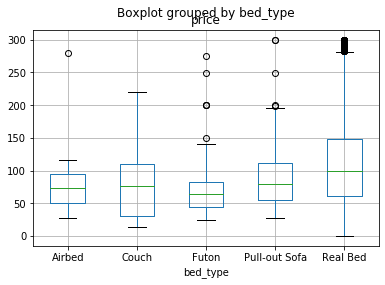 Boxplot grouped by bed_type
price
300
250
200
150
100
50
0
Airbed Couch Futon Pull-out Sofa Real Bed
bed_type